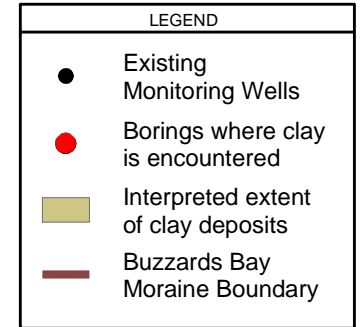 LEGEND
Existing
Monitoring Wells
Borings where clay
is encountered
Interpreted extent
of clay deposits
Buzzards Bay
Moraine Boundary